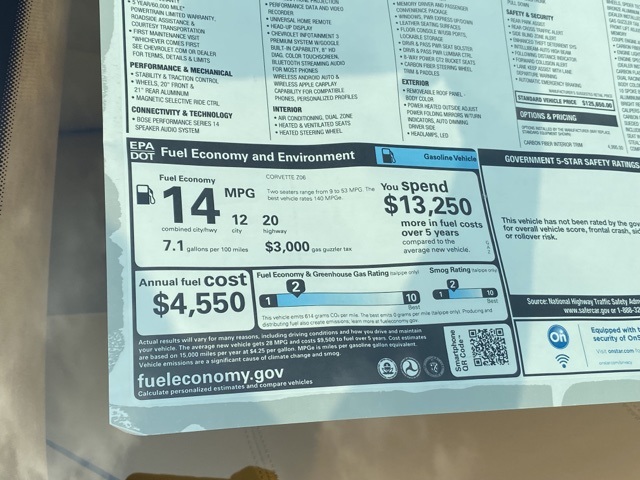 • 5 YEAR/60,000 MILE*
POWERTRAIN LIMITED WARRANTY,
ROADSIDE ASSISTANCE &
COURTESY TRANSPORTATION
• FIRST MAINTENANCE VISIT
*WHICHEVER COMES FIRST
SEE CHEVROLET.COM OR DEALER
FOR TERMS, DETAILS & LIMITS
PERFORMANCE & MECHANICAL
• STABILITY & TRACTION CONTROL
• WHEELS, 20" FRONT &
21" REAR ALUMINUM
• MAGNETIC SELECTIVE RIDE CTRL
CONNECTIVITY & TECHNOLOGY
• BOSE PERFORMANCE SERIES 14
SPEAKER AUDIO SYSTEM
• PERFORMANCE DATA AND VIDEO
RECORDER
• UNIVERSAL HOME REMOTE
• HEAD-UP DISPLAY
• CHEVROLET INFOTAINMENT 3
PREMIUM SYSTEM W/GOOGLE
BUILT-IN CAPABILITY, 8" HD
DIAG. COLOR TOUCHSCREEN,
BLUETOOTH STREAMING AUDIO
FOR MOST PHONES
WIRELESS ANDROID AUTO &
WIRELESS APPLE CARPLAY
CAPABILITY FOR COMPATIBLE
PHONES, PERSONALIZED PROFILES
INTERIOR
• AIR CONDITIONING, DUAL ZONE
• HEATED & VENTILATED SEATS
• HEATED STEERING WHEEL
• MEMORY DRIVER AND PASSENGER
CONVENIENCE PACKAGE
• WINDOWS, PWR EXPRESS UP/DOWN
• LEATHER SEATING SURFACES
• FLOOR CONSOLE W/USB PORTS,
LOCKABLE STORAGE
• DRIV & PASS PWR SEAT BOLSTER
• DRIV & PASS PWR LUMBAR CTRL
• 8-WAY POWER GT2 BUCKET SEATS
• CARBON FIBER STEERING WHEEL
TRIM & PADDLES
EXTERIOR
• REMOVEABLE ROOF PANEL -
BODY COLOR
• POWER HEATED OUTSIDE ADJUST
POWER FOLDING MIRRORS W/TURN
INDICATORS, AUTO DIMMING
DRIVER SIDE
• HEADLAMPS, LED
PULL DOWN
SAFETY & SECURITY
• REAR PARK ASSIST
• REAR CROSS TRAFFIC ALERT
• SIDE BLIND ZONE ALERT
• ENHANCED THEFT DETERRENT SYS
• FOLLOWING DISTANCE INDICATOR
• FORWARD COLLISION ALERT
• LANE KEEP ASSIST WITH LANE
DEPARTURE WARNING
• AUTOMATIC EMERGENCY BRAKING
STANDARD VEHICLE PRICE $125,895.00
OPTIONS & PRICING
CARBON FIBER INTERIOR TRIM
EPA
DOT Fuel Economy and Environment
Gasoline Vehicle
Fuel Economy
CORVETTE Z06
14 MPG
Two seaters range from 9 to 53 MPG. The
best vehicle rates 140 MPGe.
12 20
combined city/hwy city highway
7.1 gallons per 100 miles $3,000 gas guzzler tax
You spend
$13,250
more in fuel costs
over 5 years
compared to the
average new vehicle.
Annual fuel cost
$4,550
Fuel Economy & Greenhouse Gas Rating (tailpipe only)
2
1 10
Best
Smog Rating (tailpipe only)
2
1 10
Best
This vehicle emits 614 grams CO₂ per mile. The best emits 0 grams per mile (tailpipe only). Producing and
distributing fuel also create emissions; learn more at fueleconomy.gov.
Actual results will vary for many reasons, including driving conditions and how you drive and maintain
your vehicle. The average new vehicle gets 28 MPG and costs $9,500 to fuel over 5 years. Cost estimates
are based on 15,000 miles per year at $4.25 per gallon. MPGe is miles per gasoline gallon equivalent.
Vehicle emissions are a significant cause of climate change and smog.
fueleconomy.gov
Calculate personalized estimates and compare vehicles
Smartphone
QR Code
GOVERNMENT 5-STAR SAFETY RATINGS
This vehicle has not been rated by the gov
for overall vehicle score, frontal crash, sid
or rollover risk.
Source: National Highway Traffic Safety Adm
www.safercar.gov or 1-888-32
On
Equipped with
security of OnS
Visit onstar.com